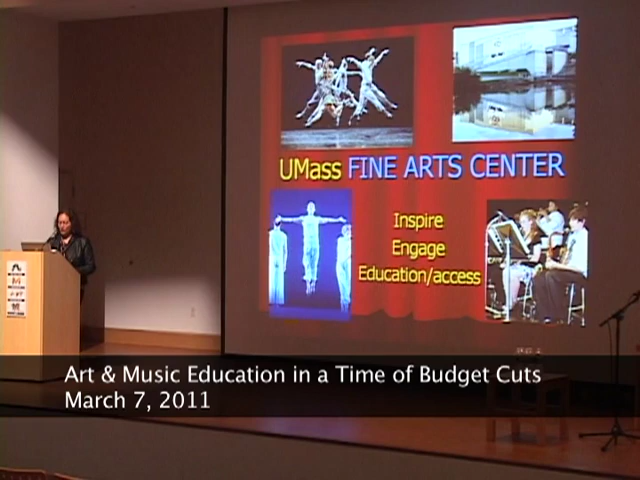 UMass FINE ARTS CENTER
Inspire
Engage
Education/access
Art & Music Education in a Time of Budget Cuts
March 7, 2011